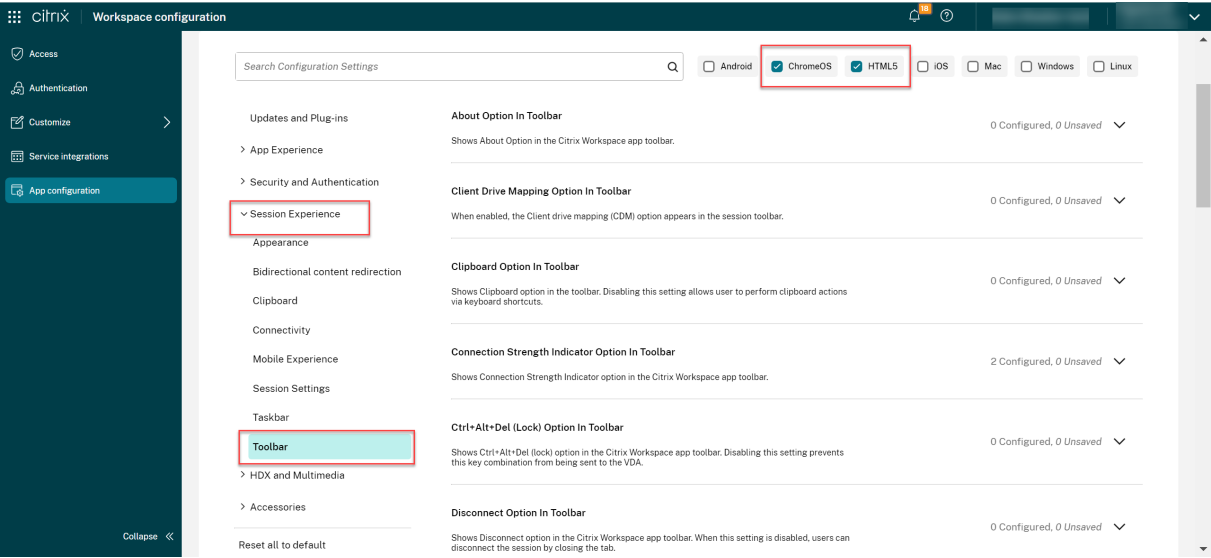 citrix Workspace configuration 18
Access
Authentication
Customize
Service integrations
App configuration
Collapse
Search Configuration Settings
Android ChromeOS HTML5 iOS Mac Windows Linux
Updates and Plug-ins
App Experience
Security and Authentication
Session Experience
Appearance
Bidirectional content redirection
Clipboard
Connectivity
Mobile Experience
Session Settings
Taskbar
Toolbar
HDX and Multimedia
Accessories
Reset all to default
About Option In Toolbar
Shows About Option in the Citrix Workspace app toolbar.
0 Configured, 0 Unsaved
Client Drive Mapping Option In Toolbar
When enabled, the Client drive mapping (CDM) option appears in the session toolbar.
0 Configured, 0 Unsaved
Clipboard Option In Toolbar
Shows Clipboard option in the toolbar. Disabling this setting allows user to perform clipboard actions
via keyboard shortcuts.
0 Configured, 0 Unsaved
Connection Strength Indicator Option In Toolbar
Shows Connection Strength Indicator option in the Citrix Workspace app toolbar.
2 Configured, 0 Unsaved
Ctrl+Alt+Del (Lock) Option In Toolbar
Shows Ctrl+Alt+Del (lock) option in the Citrix Workspace app toolbar. Disabling this setting prevents
this key combination from being sent to the VDA.
0 Configured, 0 Unsaved
Disconnect Option In Toolbar
Shows Disconnect option in the Citrix Workspace app toolbar. When this setting is disabled, users can
disconnect the session by closing the tab.
0 Configured, 0 Unsaved